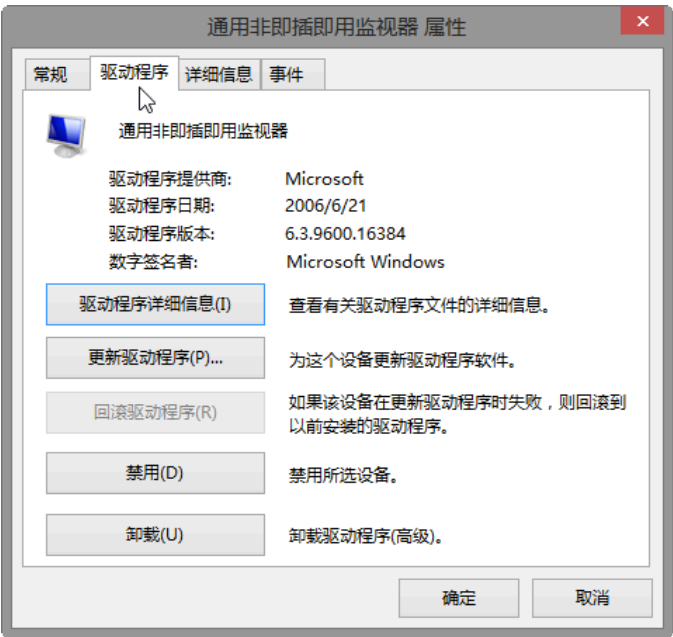 通用非即插即用监视器 属性
常规 驱动程序 详细信息 事件
通用非即插即用监视器
驱动程序提供商: Microsoft
驱动程序日期: 2006/6/21
驱动程序版本: 6.3.9600.16384
数字签名者: Microsoft Windows
驱动程序详细信息(I) 查看有关驱动程序文件的详细信息。
更新驱动程序(P)... 为这个设备更新驱动程序软件。
回滚驱动程序(R) 如果该设备在更新驱动程序时失败，则回滚到
以前安装的驱动程序。
禁用(D) 禁用所选设备。
卸载(U) 卸载驱动程序(高级)。
确定 取消